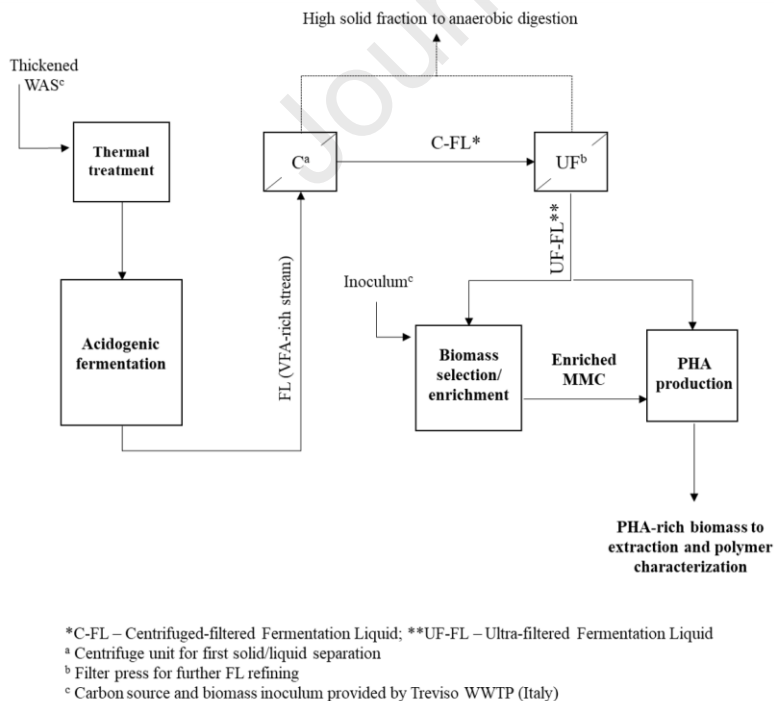 Journ
High solid fraction to anaerobic digestion
Thickened
WASᶜ
Thermal
treatment
Cᵃ
C-FL*
UFᵇ
UF-FL**
FL (VFA-rich stream)
Inoculumᶜ
Acidogenic
fermentation
Biomass
selection/
enrichment
Enriched
MMC
PHA
production
PHA-rich biomass to
extraction and polymer
characterization
*C-FL – Centrifuged-filtered Fermentation Liquid; **UF-FL – Ultra-filtered Fermentation Liquid
ᵃ Centrifuge unit for first solid/liquid separation
ᵇ Filter press for further FL refining
ᶜ Carbon source and biomass inoculum provided by Treviso WWTP (Italy)